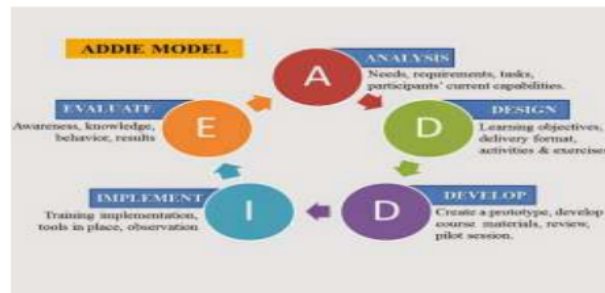 ADDIE MODEL
A
ANALYSIS
Needs, requirements, tasks,
participants' current capabilities.
D
DESIGN
Learning objectives,
delivery format,
activities & exercises
D
DEVELOP
Create a prototype, develop
course materials, review,
pilot session.
I
IMPLEMENT
Training implementation,
tools in place, observation
E
EVALUATE
Awareness, knowledge,
behavior, results